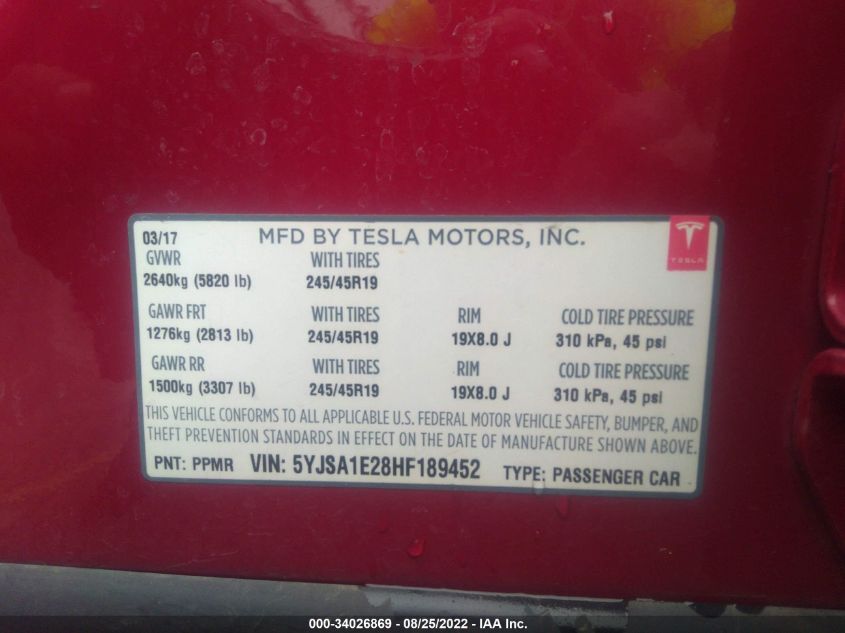 03/17 MFD BY TESLA MOTORS, INC.
TESLA
GVWR WITH TIRES
2640kg (5820 lb) 245/45R19
GAWR FRT WITH TIRES RIM COLD TIRE PRESSURE
1276kg (2813 lb) 245/45R19 19X8.0 J 310 kPa, 45 psi
GAWR RR WITH TIRES RIM COLD TIRE PRESSURE
1500kg (3307 lb) 245/45R19 19X8.0 J 310 kPa, 45 psi
THIS VEHICLE CONFORMS TO ALL APPLICABLE U.S. FEDERAL MOTOR VEHICLE SAFETY, BUMPER, AND
THEFT PREVENTION STANDARDS IN EFFECT ON THE DATE OF MANUFACTURE SHOWN ABOVE.
PNT: PPMR VIN: 5YJSA1E28HF189452 TYPE: PASSENGER CAR
000-34026869 - 08/25/2022 - IAA Inc.